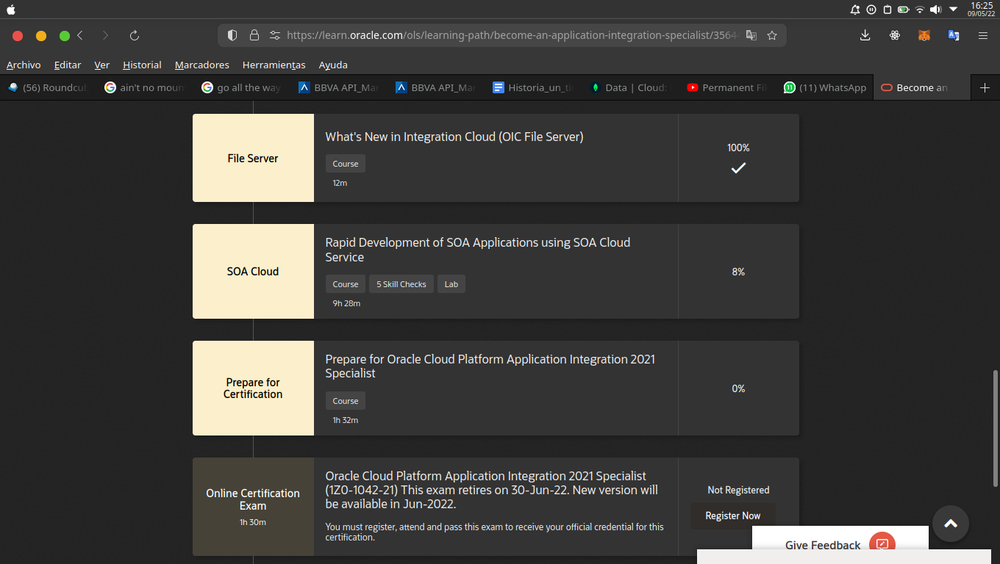 16:25
09/05/22
https://learn.oracle.com/ols/learning-path/become-an-application-integration-specialist/3564
Archivo Editar Ver Historial Marcadores Herramientas Ayuda
(56) Roundcub
ain't no moun
go all the way
BBVA API_Mar
BBVA API_Mar
Historia_un_ti
Data | Cloud:
Permanent Fi
11
(11) WhatsApp
Become an
File Server
What's New in Integration Cloud (OIC File Server)
Course
12m
100%
SOA Cloud
Rapid Development of SOA Applications using SOA Cloud
Service
Course
5 Skill Checks
Lab
9h 28m
8%
Prepare for
Certification
Prepare for Oracle Cloud Platform Application Integration 2021
Specialist
Course
1h 32m
0%
Online Certification
Exam
1h 30m
Oracle Cloud Platform Application Integration 2021 Specialist
(1Z0-1042-21) This exam retires on 30-Jun-22. New version will
be available in Jun-2022.
You must register, attend and pass this exam to receive your official credential for this
certification.
Not Registered
Register Now
Give Feedback